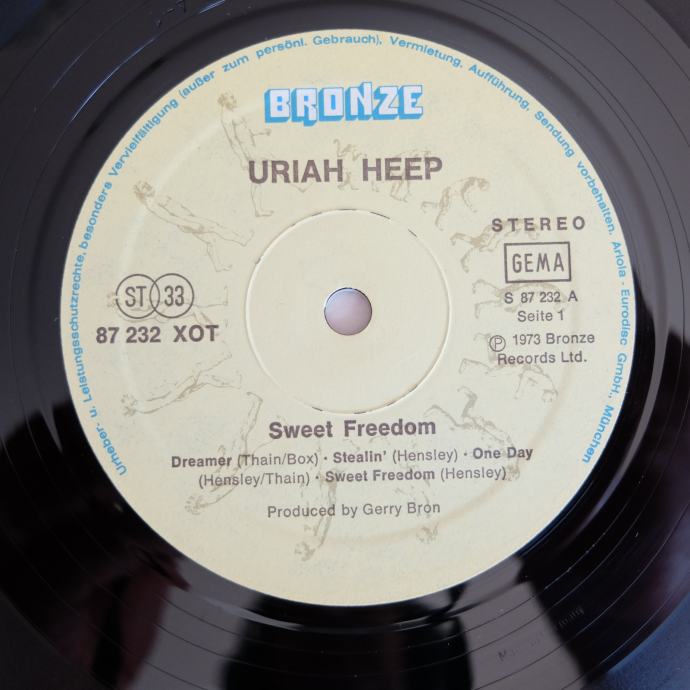 Urheber- u. Leistungsschutzrechte, besonders Vervielfältigung (außer zum persönl. Gebrauch), Vermietung, Aufführung, Sendung vorbehalten. Ariola - Eurodisc GmbH., München
BRONZE
URIAH HEEP
STEREO
GEMA
ST 33
S 87 232 A
Seite 1
87 232 XOT
Ⓟ 1973 Bronze
Records Ltd.
Sweet Freedom
Dreamer (Thain/Box) · Stealin' (Hensley) · One Day
(Hensley/Thain) · Sweet Freedom (Hensley)
Produced by Gerry Bron